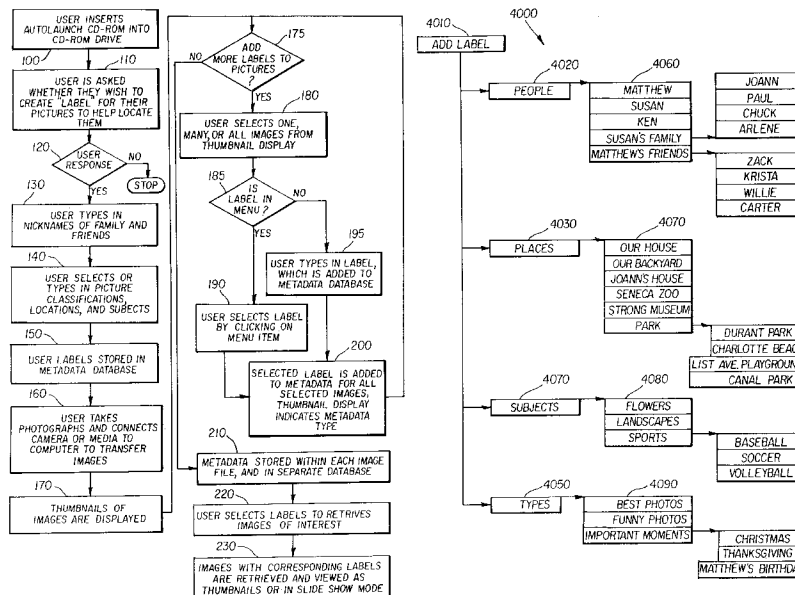 USER INSERTS
AUTOLAUNCH CD-ROM INTO
CD-ROM DRIVE
100
110
USER IS ASKED
WHETHER THEY WISH TO
CREATE "LABEL" FOR THEIR
PICTURES TO HELP LOCATE
THEM
120
USER
RESPONSE
NO
STOP
YES
130
USER TYPES IN
NICKNAMES OF FAMILY AND
FRIENDS
140
USER SELECTS OR
TYPES IN PICTURE
CLASSIFICATIONS,
LOCATIONS, AND SUBECTS
150
USER LABELS STORED IN
METADATA DATABASE
160
USER TAKES
PHOTOGRAPHS AND CONNECTS
CAMERA OR MEDIA TO
COMPUTER TO TRANSFER
IMAGES
170
THUMBNAILS OF
IMAGES ARE DISPLAYED
175
NO
ADD
MORE LABELS TO
PICTURES
?
YES
180
USER SELECTS ONE,
MANY, OR ALL IMAGES FROM
THUMBNAIL DISPLAY
185
IS
LABEL IN
MENU ?
NO
YES
195
USER TYPES IN LABEL,
WHICH IS ADDED TO
METADATA DATABASE
190
USER SELECTS LABEL
BY CLICKING ON
MENU ITEM
200
SELECTED LABEL IS ADDED
TO METADATA FOR ALL
SELECTED IMAGES,
THUMBNAIL DISPLAY
INDICATES METADATA
TYPE
210
METADATA STORED WITHIN EACH IMAGE
FILE, AND IN SEPARATE DATABASE
220
USER SELECTS LABELS TO RETRIVES
IMAGES OF INTEREST
230
IMAGES WITH CORRESPONDING LABELS
ARE RETRIEVED AND VIEWED AS
THUMBNAILS OR IN SLIDE SHOW MODE
4000
4010
ADD LABEL
4020
PEOPLE
4060
MATTHEW
SUSAN
KEN
SUSAN'S FAMILY
MATTHEW'S FRIENDS
JOANN
PAUL
CHUCK
ARLENE
ZACK
KRISTA
WILLIE
CARTER
4030
PLACES
4070
OUR HOUSE
OUR BACKYARD
JOANN'S HOUSE
SENECA ZOO
STRONG MUSEUM
PARK
DURANT PARK
CHARLOTTE BEAC
LIST AVE. PLAYGROUN
CANAL PARK
4070
SUBJECTS
4080
FLOWERS
LANDSCAPES
SPORTS
BASEBALL
SOCCER
VOLLEYBALL
4050
TYPES
4090
BEST PHOTOS
FUNNY PHOTOS
IMPORTANT MOMENTS
CHRISTMAS
THANKSGIVING
MATTHEW'S BIRTHDA